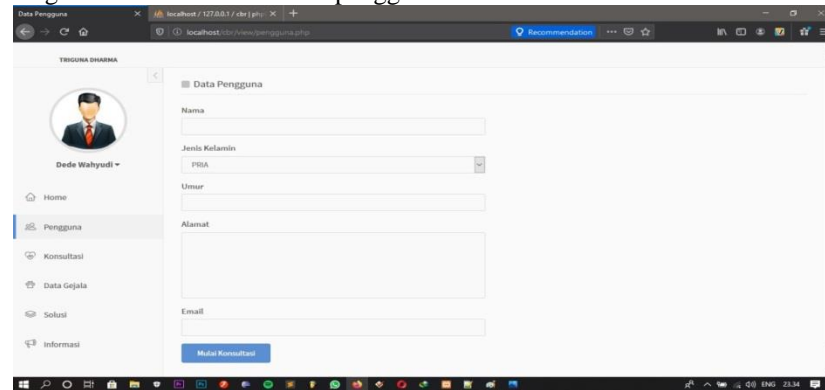 Data Pengguna
localhost / 127.0.0.1 / cbr | php
localhost/cbr/view/pengguna.php
Recommendation
TRIGUNA DHARMA
Data Pengguna
Nama
Jenis Kelamin
PRIA
Dede Wahyudi
Umur
Home
Pengguna
Alamat
Konsultasi
Data Gejala
Solusi
Email
Informasi
Mulai Konsultasi
ENG 23.34